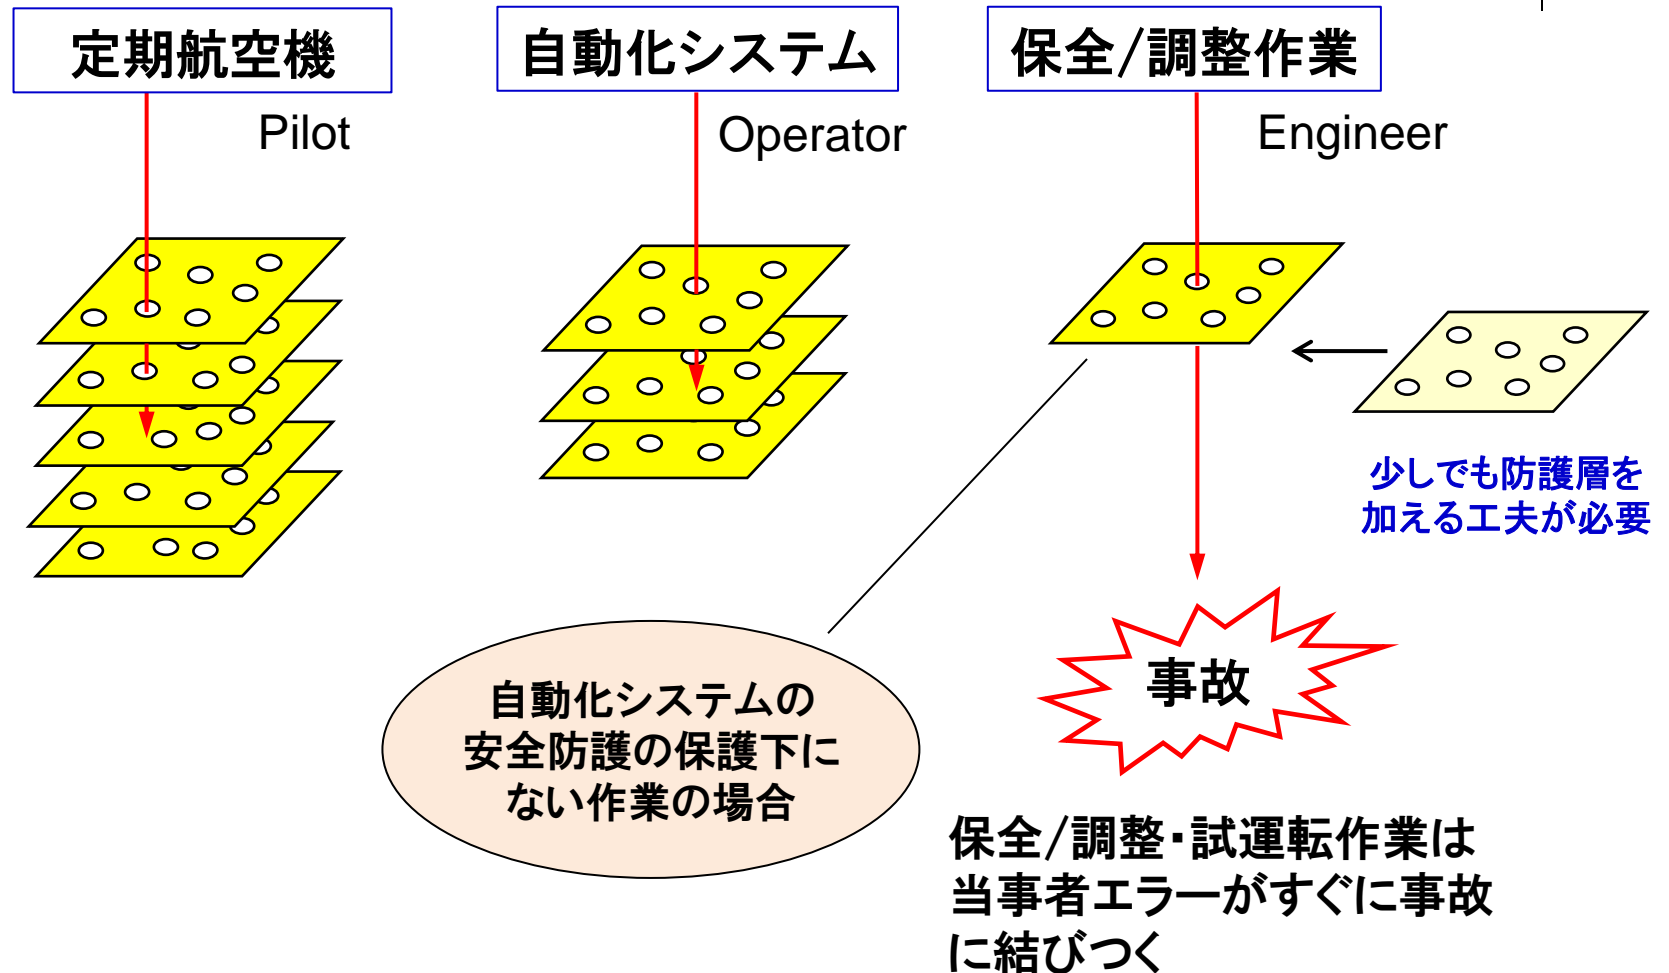 定期航空機
自動化システム
保全/調整作業
Pilot
Operator
Engineer
少しでも防護層を
加える工夫が必要
自動化システムの
安全防護の保護下に
ない作業の場合
事故
保全/調整・試運転作業は
当事者エラーがすぐに事故
に結びつく